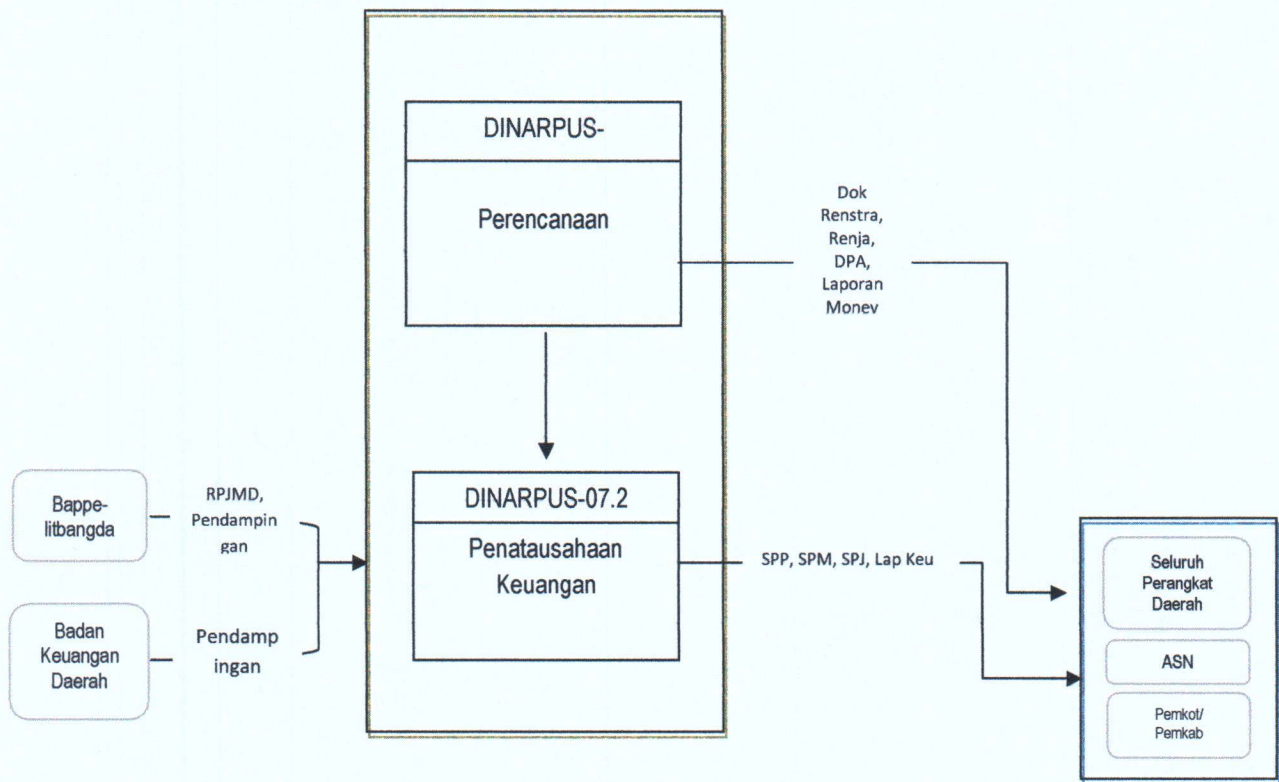 DINARPUS-
Perencanaan
Dok
Renstra,
Renja,
DPA,
Laporan
Monev
Bappe-
litbangda
RPJMD,
Pendampin
gan
Badan
Keuangan
Daerah
Pendamp
ingan
DINARPUS-07.2
Penatausahaan
Keuangan
SPP, SPM, SPJ, Lap Keu
Seluruh
Perangkat
Daerah
ASN
Pemkot/
Pemkab